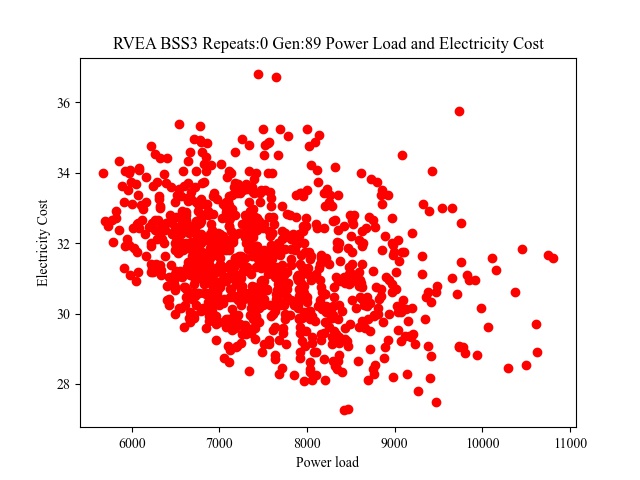 RVEA BSS3 Repeats:0 Gen:89 Power Load and Electricity Cost
Electricity Cost
36
34
32
30
28
6000 7000 8000 9000 10000 11000
Power load